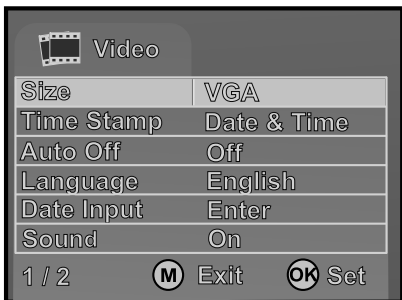 Video
Size VGA
Time Stamp Date & Time
Auto Off Off
Language English
Date Input Enter
Sound On
1 / 2 M Exit OK Set